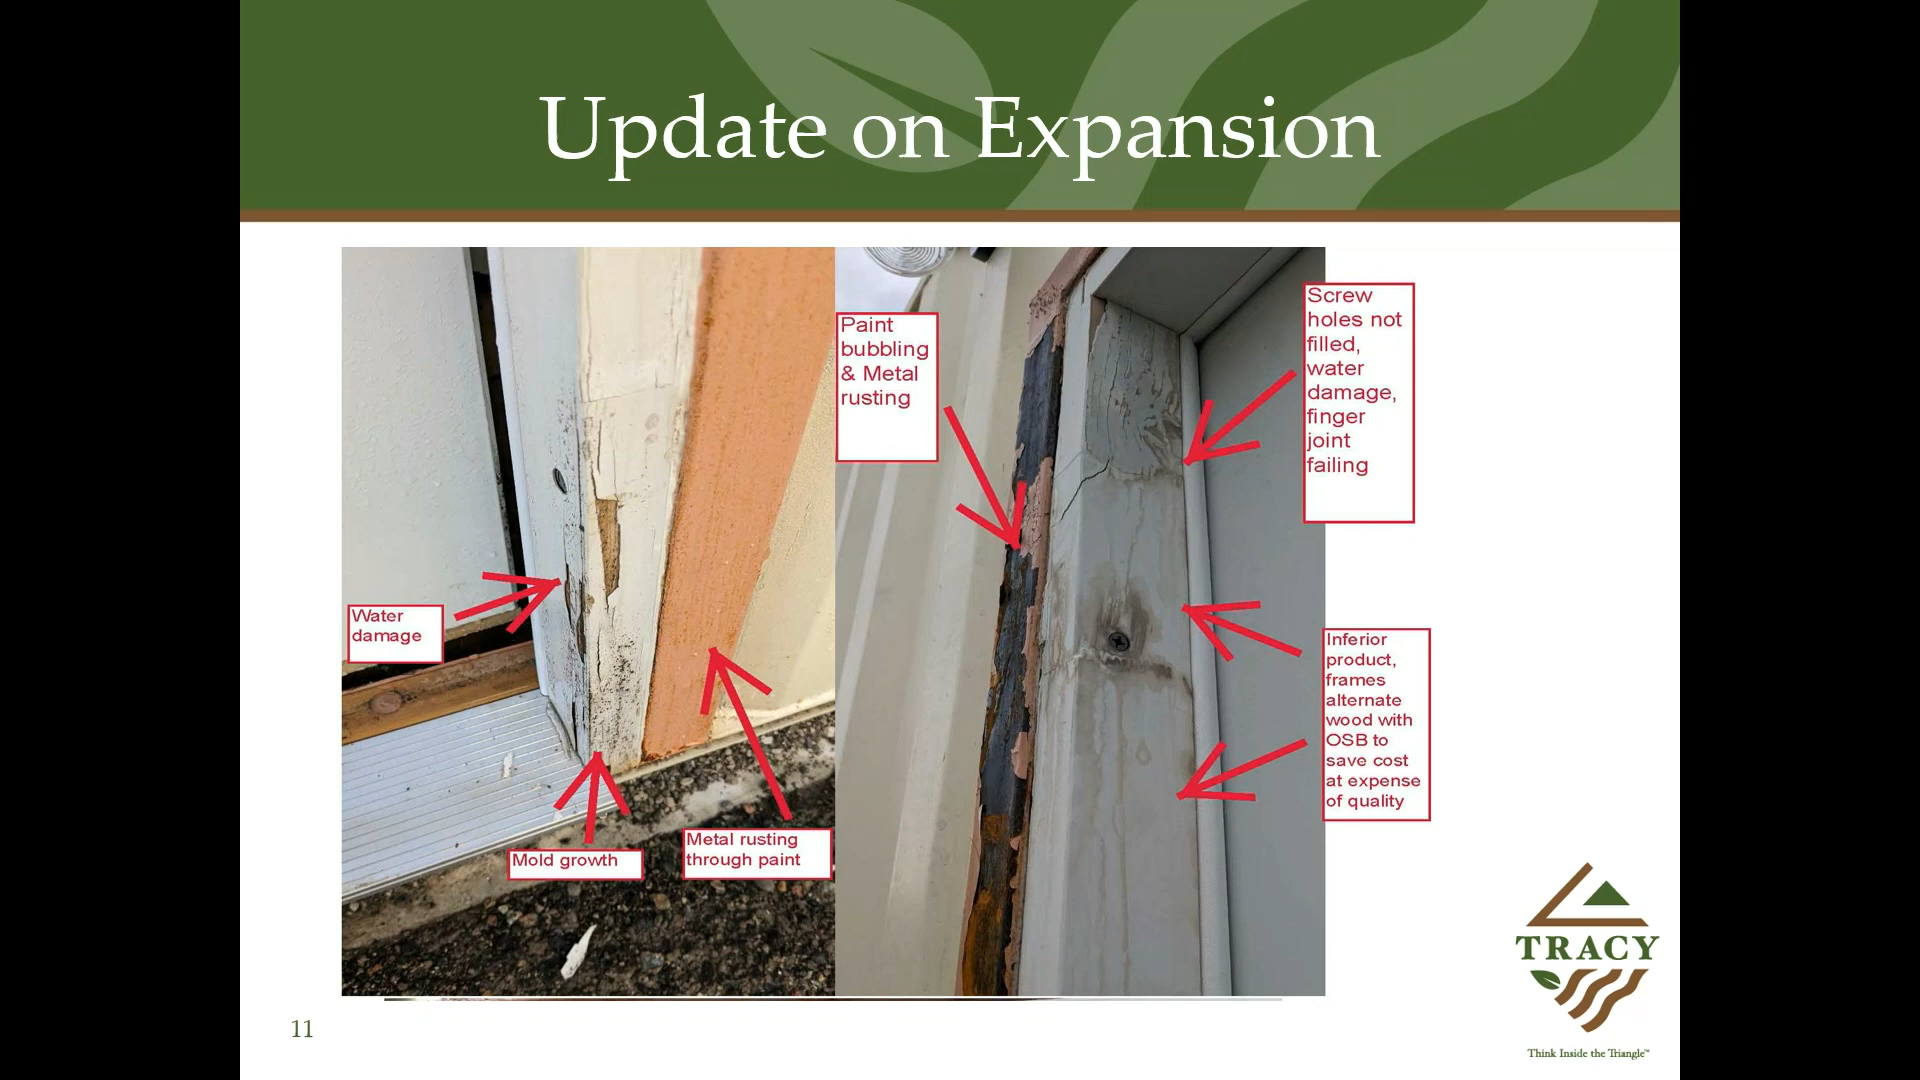 Update on Expansion
Paint
bubbling
& Metal
rusting
Screw
holes not
filled,
water
damage,
finger
joint
failing
Water
damage
Inferior
product,
frames
alternate
wood with
OSB to
save cost
at expense
of quality
Mold growth
Metal rusting
through paint
TRACY
Think Inside the Triangle™
11